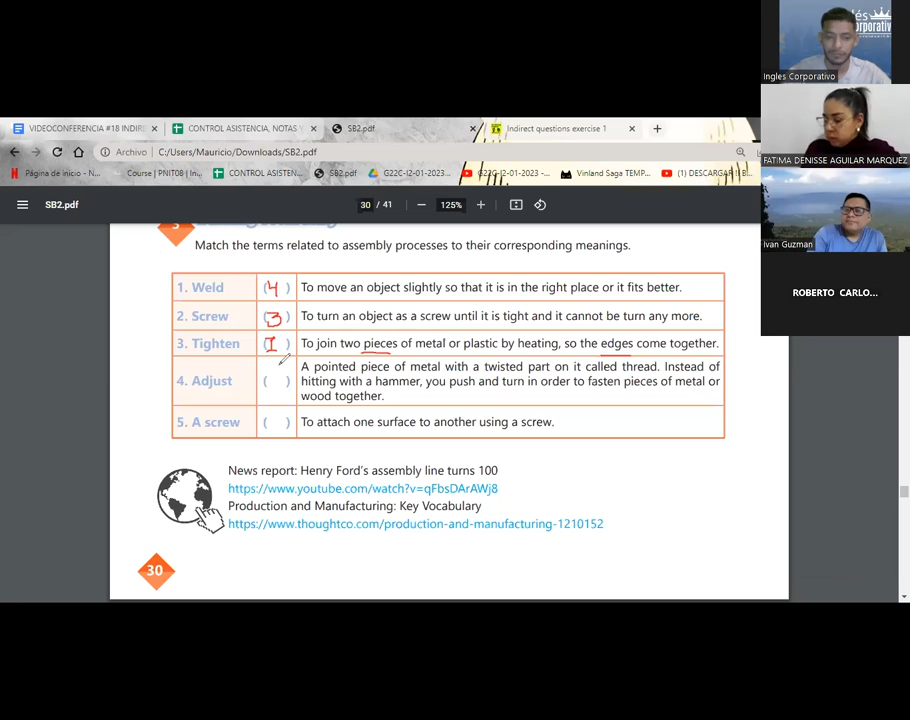 és
orporativ
Ingles Corporativo
FATIMA DENISSE AGUILAR MARQUEZ
Ivan Guzman
ROBERTO CARLO...
VIDEOCONFERENCIA #18 INDIRE
CONTROL ASISTENCIA, NOTAS
SB2.pdf
Indirect questions exercise 1
Archivo
C:/Users/Mauricio/Downloads/SB2.pdf
Página de inicio - N...
Course | PNIT08 | In...
CONTROL ASISTEN...
SB2.pdf
G22C-I2-01-2023 -...
G22C-I2-01-2023 -...
Vinland Saga TEMP...
(1) DESCARGAR !! B...
SB2.pdf
30 / 41
125%
Match the terms related to assembly processes to their corresponding meanings.
1. Weld (4) To move an object slightly so that it is in the right place or it fits better.
2. Screw (3) To turn an object as a screw until it is tight and it cannot be turn any more.
3. Tighten (1) To join two pieces of metal or plastic by heating, so the edges come together.
4. Adjust ( ) A pointed piece of metal with a twisted part on it called thread. Instead of
hitting with a hammer, you push and turn in order to fasten pieces of metal or
wood together.
5. A screw ( ) To attach one surface to another using a screw.
News report: Henry Ford's assembly line turns 100
https://www.youtube.com/watch?v=qFbsDArAWj8
Production and Manufacturing: Key Vocabulary
https://www.thoughtco.com/production-and-manufacturing-1210152
30